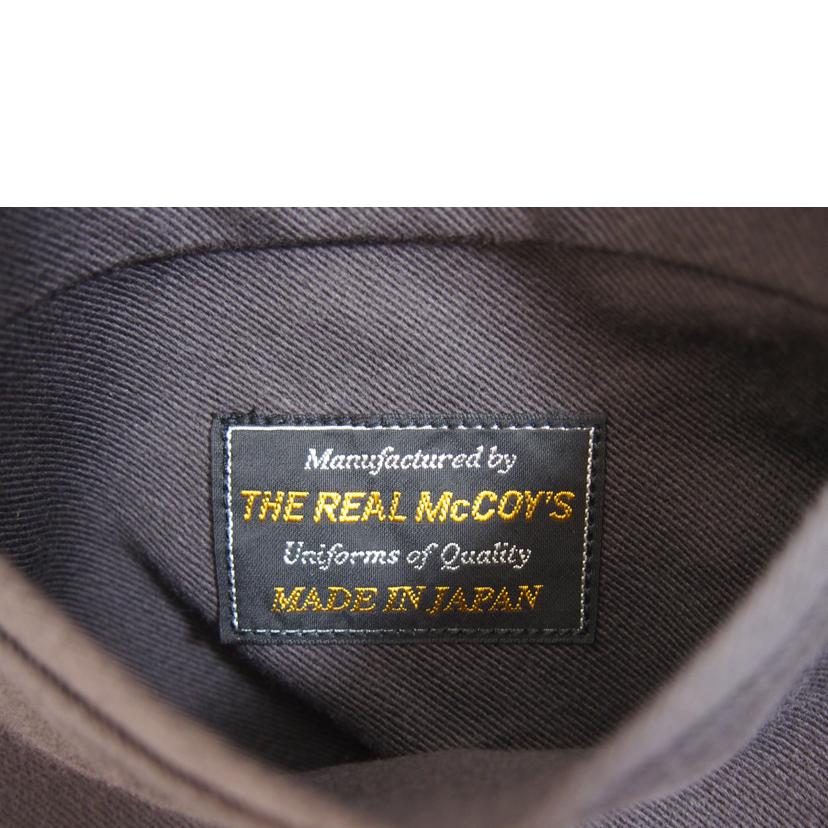 Manufactured by
THE REAL McCOY'S
Uniforms of Quality
MADE IN JAPAN